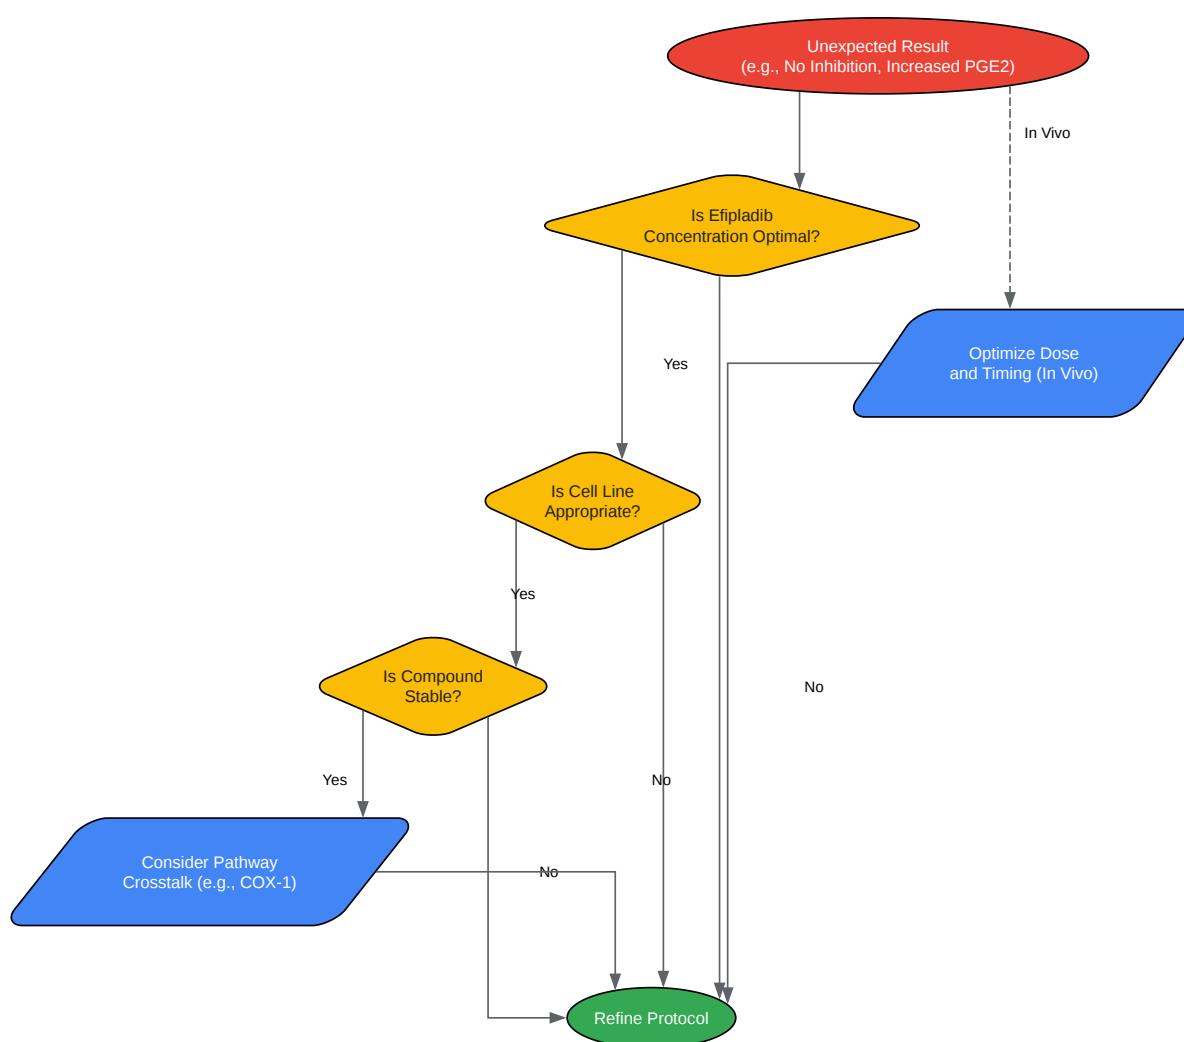 Unexpected Result
(e.g., No Inhibition, Increased PGE2)
In Vivo
Is Efipladib
Concentration Optimal?
Optimize Dose
and Timing (In Vivo)
Yes
Is Cell Line
Appropriate?
Yes
Is Compound
Stable?
No
Yes
No
Consider Pathway
Crosstalk (e.g., COX-1)
No
Refine Protocol